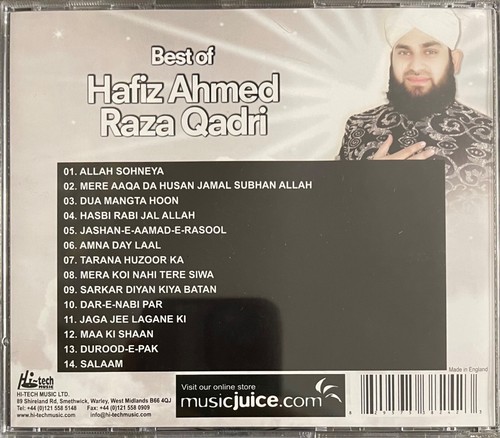 Best of
Hafiz Ahmed
Raza Qadri
01. ALLAH SOHNEYA
02. MERE AAQA DA HUSAN JAMAL SUBHAN ALLAH
03. DUA MANGTA HOON
04. HASBI RABI JAL ALLAH
05. JASHAN-E-AAMAD-E-RASOOL
06. AMNA DAY LAAL
07. TARANA HUZOOR KA
08. MERA KOI NAHI TERE SIWA
09. SARKAR DIYAN KIYA BATAN
10. DAR-E-NABI PAR
11. JAGA JEE LAGANE KI
12. MAA KI SHAAN
13. DUROOD-E-PAK
14. SALAAM
Made in England
Hi-tech
MUSIC
HI-TECH MUSIC LTD.
89 Shireland Rd, Smethwick, Warley, West Midlands B66 4QJ
Tel: +44 (0)121 558 5148 Fax: +44 (0)121 558 0909
hi-techmusic.com info@hi-techmusic.com
Visit our online store
musicjuice.com